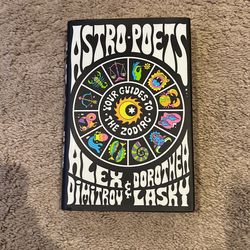 ASTRO POETS
YOUR GUIDES TO
THE ZODIAC
ALEX DOROTHEA
DIMITROV & LASKY